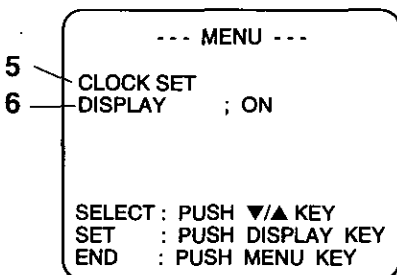 --- MENU ---
5
CLOCK SET
6
DISPLAY ; ON
SELECT : PUSH ▼/▲ KEY
SET : PUSH DISPLAY KEY
END : PUSH MENU KEY